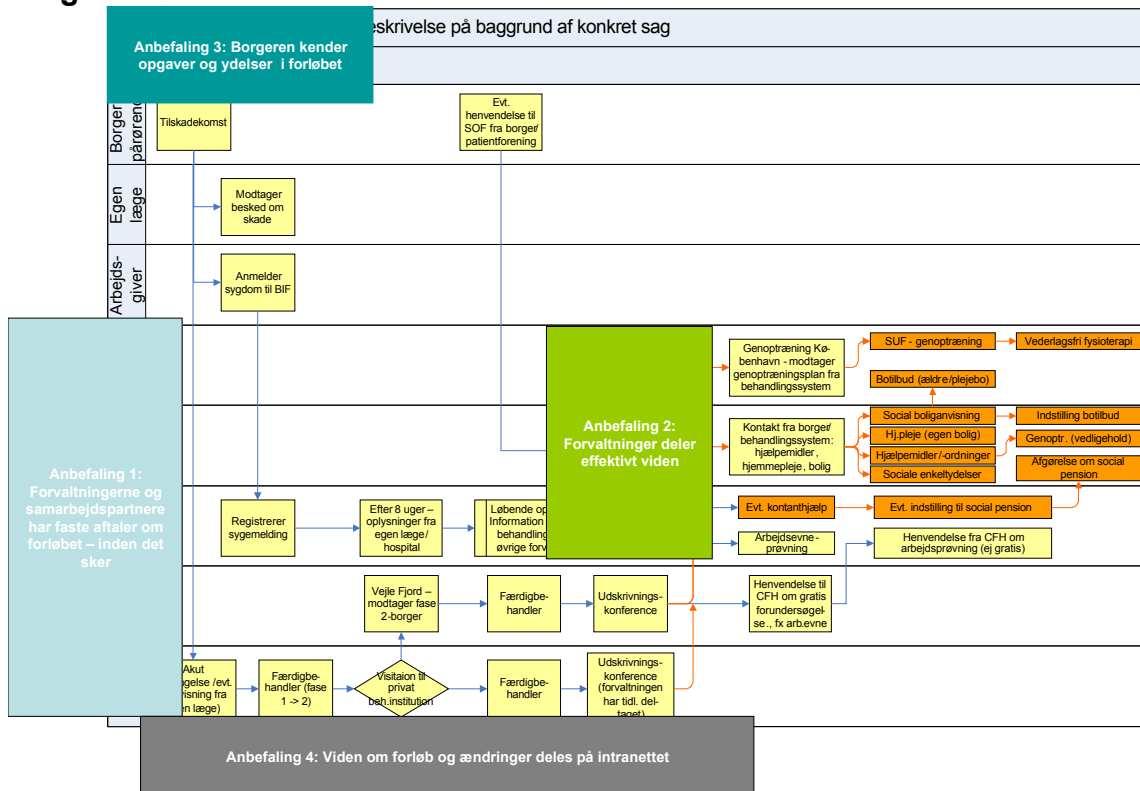 eskrivelse på baggrund af konkret sag
Anbefaling 3: Borgeren kender
opgaver og ydelser i forløbet
Borger
pårørend
Tilskadekomst
Evt.
henvendelse til
SOF fra borger/
patientforening
Egen
læge
Modtager
besked om
skade
Arbejds-
giver
Anmelder
sygdom til BIF
Anbefaling 1:
Forvaltningerne og
samarbejdspartnere
har faste aftaler om
forløbet – inden det
sker
Anbefaling 2:
Forvaltninger deler
effektivt viden
Genoptræning Kø-
benhavn - modtager
genoptræningsplan fra
behandlingssystem
SUF - genoptræning
Vederlagsfri fysioterapi
Botilbud (ældre/plejebo)
Kontakt fra borger/
behandlingssystem:
hjælpemidler,
hjemmepleje, bolig
Social boliganvisning
Indstilling botilbud
Hj.pleje (egen bolig)
Genoptr. (vedligehold)
Hjælpemidler/-ordninger
Sociale enkeltydelser
Afgørelse om social
pension
Registrerer
sygemelding
Efter 8 uger –
oplysninger fra
egen læge/
hospital
Løbende op
Information
behandling
øvrige forv
Evt. kontanthjælp
Evt. indstilling til social pension
Arbejdsevne-
prøvning
Henvendelse fra CFH om
arbejdsprøvning (ej gratis)
Vejle Fjord –
modtager fase
2-borger
Færdigbe-
handler
Udskrivnings-
konference
Henvendelse til
CFH om gratis
forundersøgel-
se., fx arb.evne
Akut
gelse /evt.
visning fra
n læge)
Færdigbe-
handler (fase
1 -> 2)
Visitaion til
privat
beh.institution
Færdigbe-
handler
Udskrivnings-
konference
(forvaltningen
har tidl. del-
taget)
Anbefaling 4: Viden om forløb og ændringer deles på intranettet